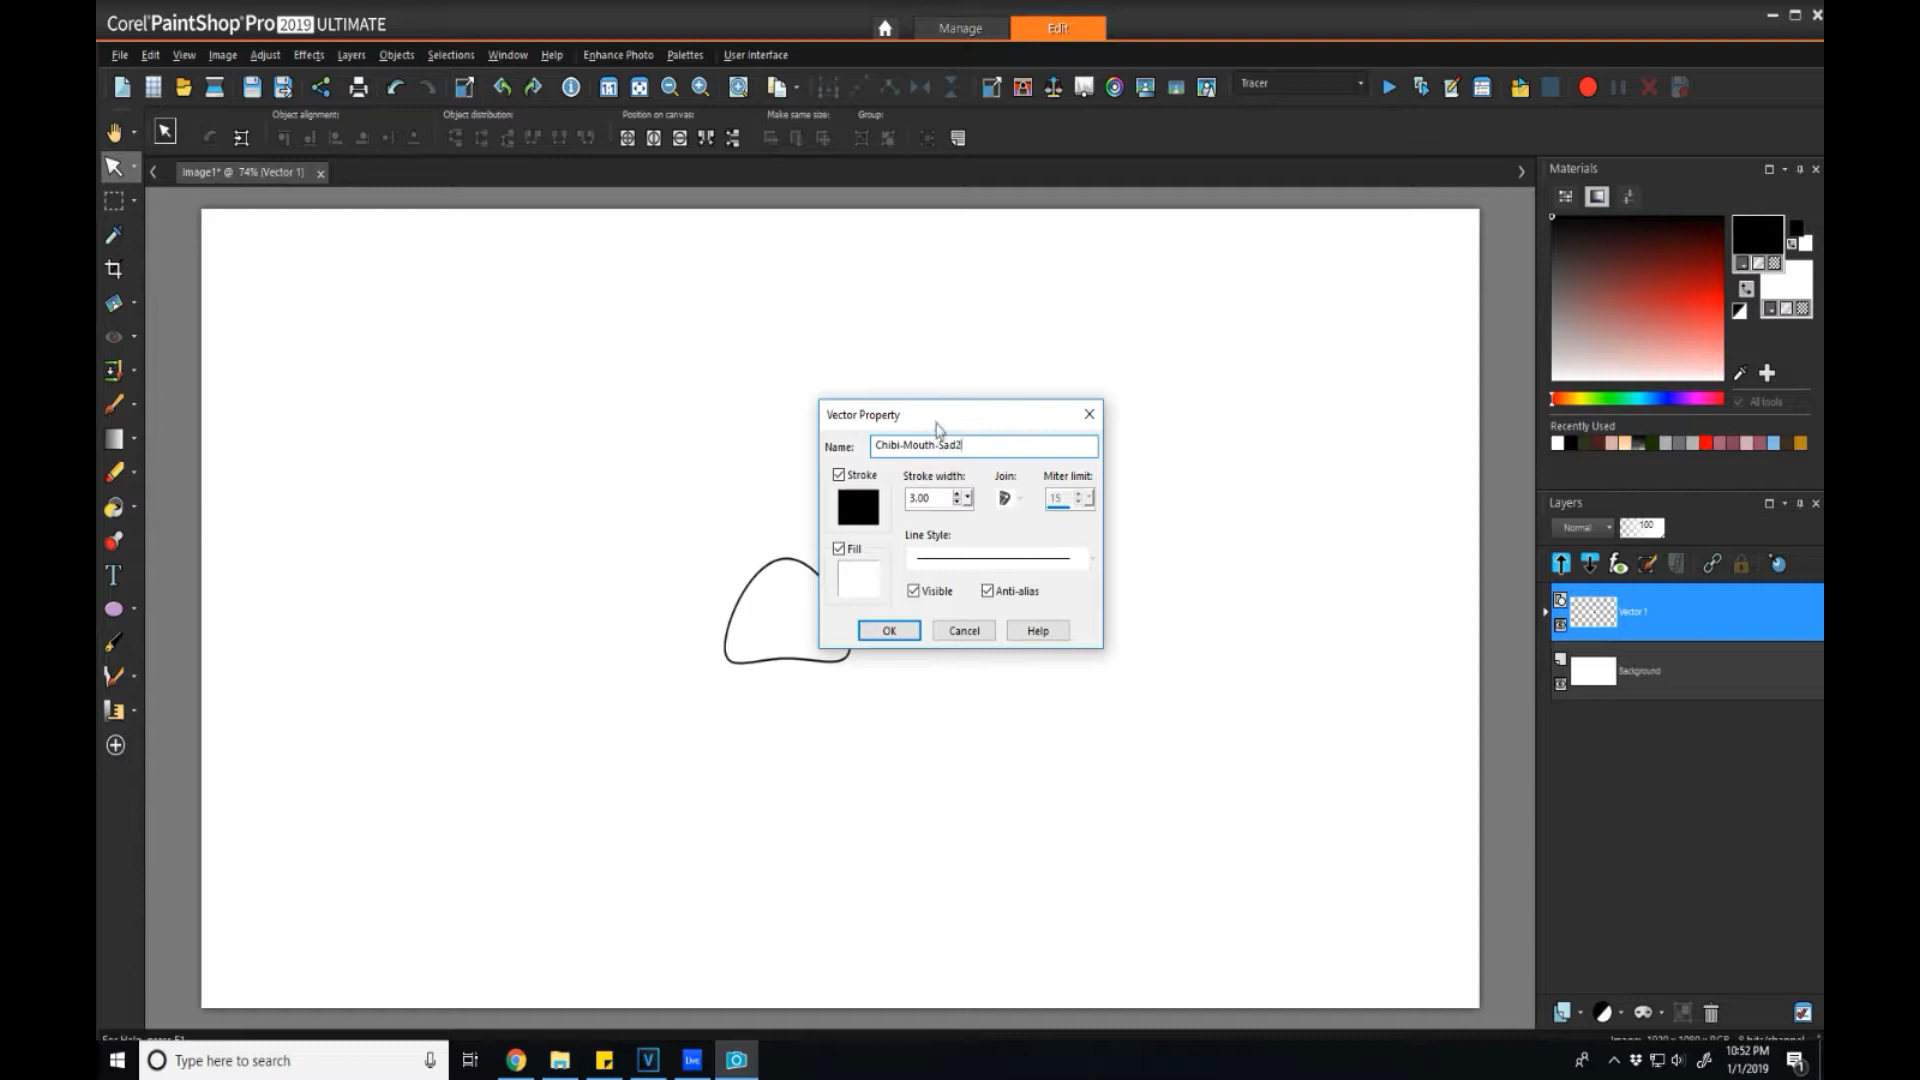 Corel PaintShop Pro 2019 ULTIMATE
Manage
Edit
File Edit View Image Adjust Effects Layers Objects Selections Window Help Enhance Photo Palettes User Interface
Tracer
Object alignment: Object distribution: Position on canvas: Make same size: Group:
Image1* @ 74% (Vector 1)
Materials
All tools
Recently Used
Vector Property
Name: Chibi-Mouth-Sad2
Stroke
Stroke width: Join: Miter limit:
3.00
15
Line Style:
Fill
Visible Anti-alias
OK Cancel Help
Layers
Normal 100
Vector 1
Background
Type here to search
10:52 PM
1/1/2019